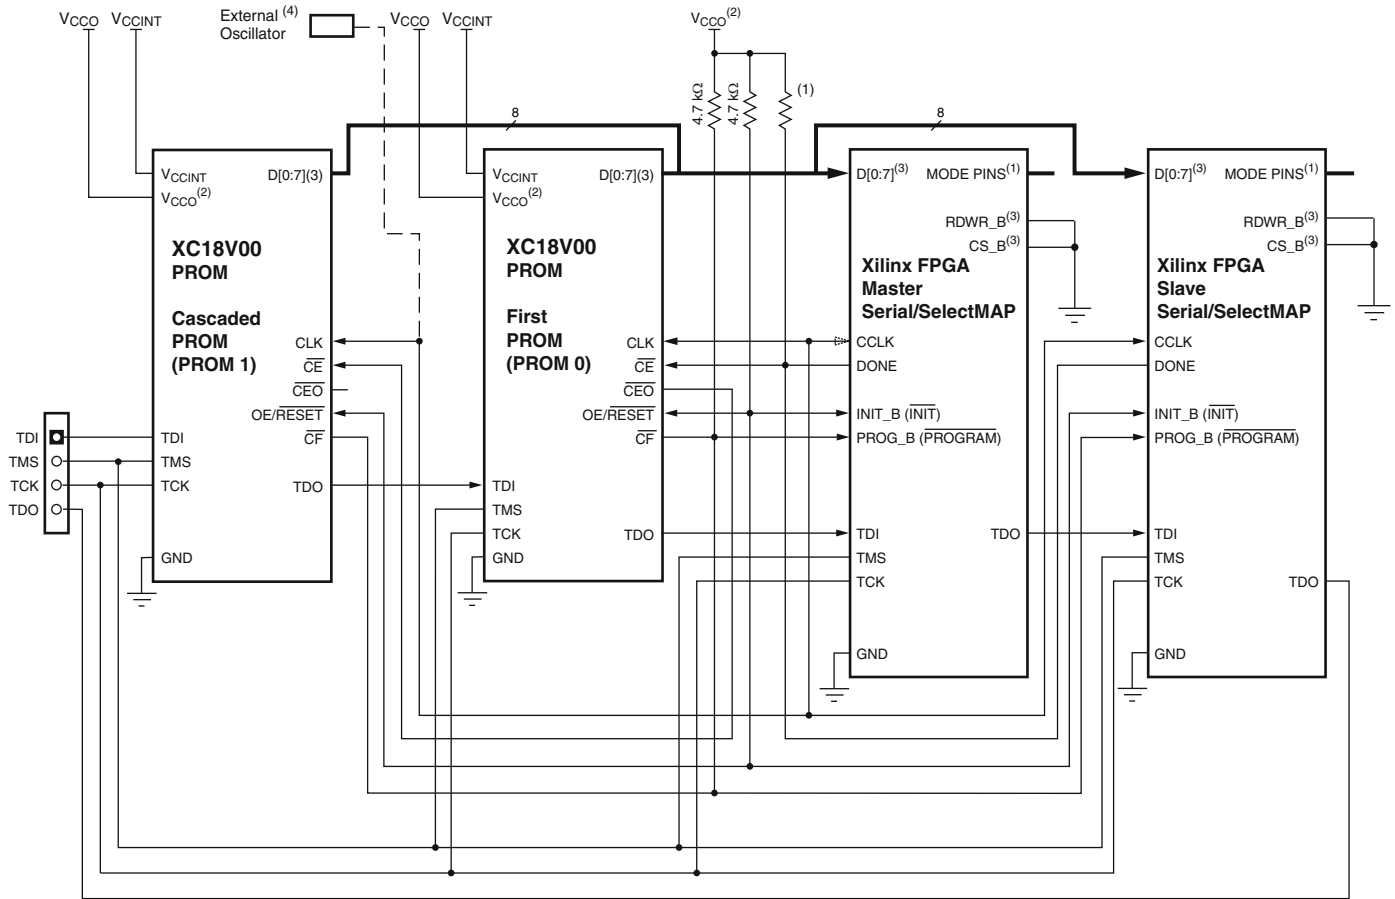 VCCO VCCINT
External (4)
Oscillator
VCCO VCCINT
VCCO(2)
4.7 kΩ
4.7 kΩ
(1)
8
8
VCCINT
VCCO(2)
D[0:7](3)
XC18V00
PROM
Cascaded
PROM
(PROM 1)
CLK
CE
CEO
OE/RESET
CF
TDI
TMS
TCK
TDO
GND
TDI
TMS
TCK
TDO
VCCINT
VCCO(2)
D[0:7](3)
XC18V00
PROM
First
PROM
(PROM 0)
CLK
CE
CEO
OE/RESET
CF
TDI
TMS
TCK
TDO
GND
D[0:7](3) MODE PINS(1)
RDWR_B(3)
CS_B(3)
Xilinx FPGA
Master
Serial/SelectMAP
CCLK
DONE
INIT_B (INIT)
PROG_B (PROGRAM)
TDI
TDO
TMS
TCK
GND
D[0:7](3) MODE PINS(1)
RDWR_B(3)
CS_B(3)
Xilinx FPGA
Slave
Serial/SelectMAP
CCLK
DONE
INIT_B (INIT)
PROG_B (PROGRAM)
TDI
TMS
TCK
TDO
GND